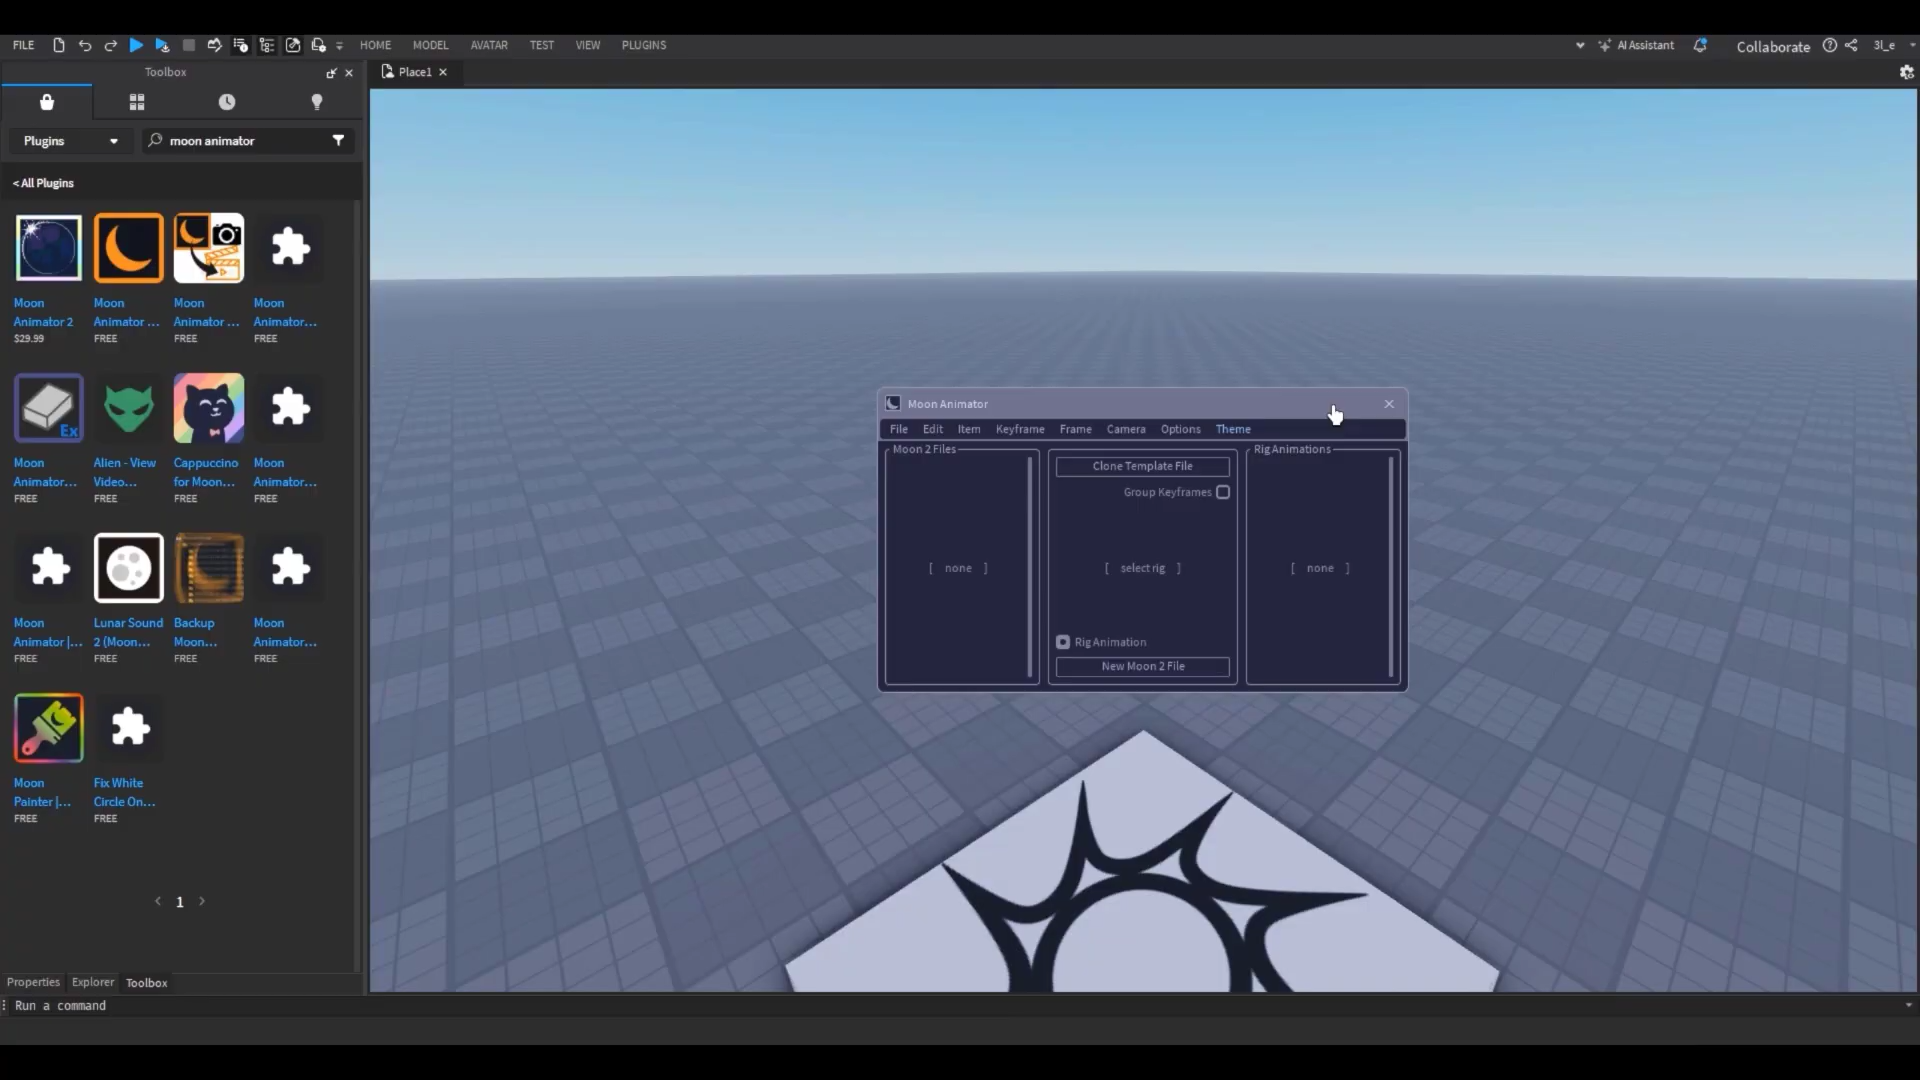 FILE HOME MODEL AVATAR TEST VIEW PLUGINS AI Assistant Collaborate 3l_e
Toolbox
Place1
Plugins moon animator
< All Plugins
Moon Animator 2 $29.99
Moon Animator ... FREE
Moon Animator ... FREE
Moon Animator... FREE
Ex
Moon Animator... FREE
Alien - View Video... FREE
Cappuccino for Moon... FREE
Moon Animator... FREE
Moon Animator |... FREE
Lunar Sound 2 (Moon... FREE
Backup Moon... FREE
Moon Animator... FREE
Moon Painter |... FREE
Fix White Circle On... FREE
1
Properties Explorer Toolbox
Run a command
Moon Animator
File Edit Item Keyframe Frame Camera Options Theme
Moon 2 Files
[ none ]
Clone Template File
Group Keyframes
[ select rig ]
Rig Animation
New Moon 2 File
Rig Animations
[ none ]